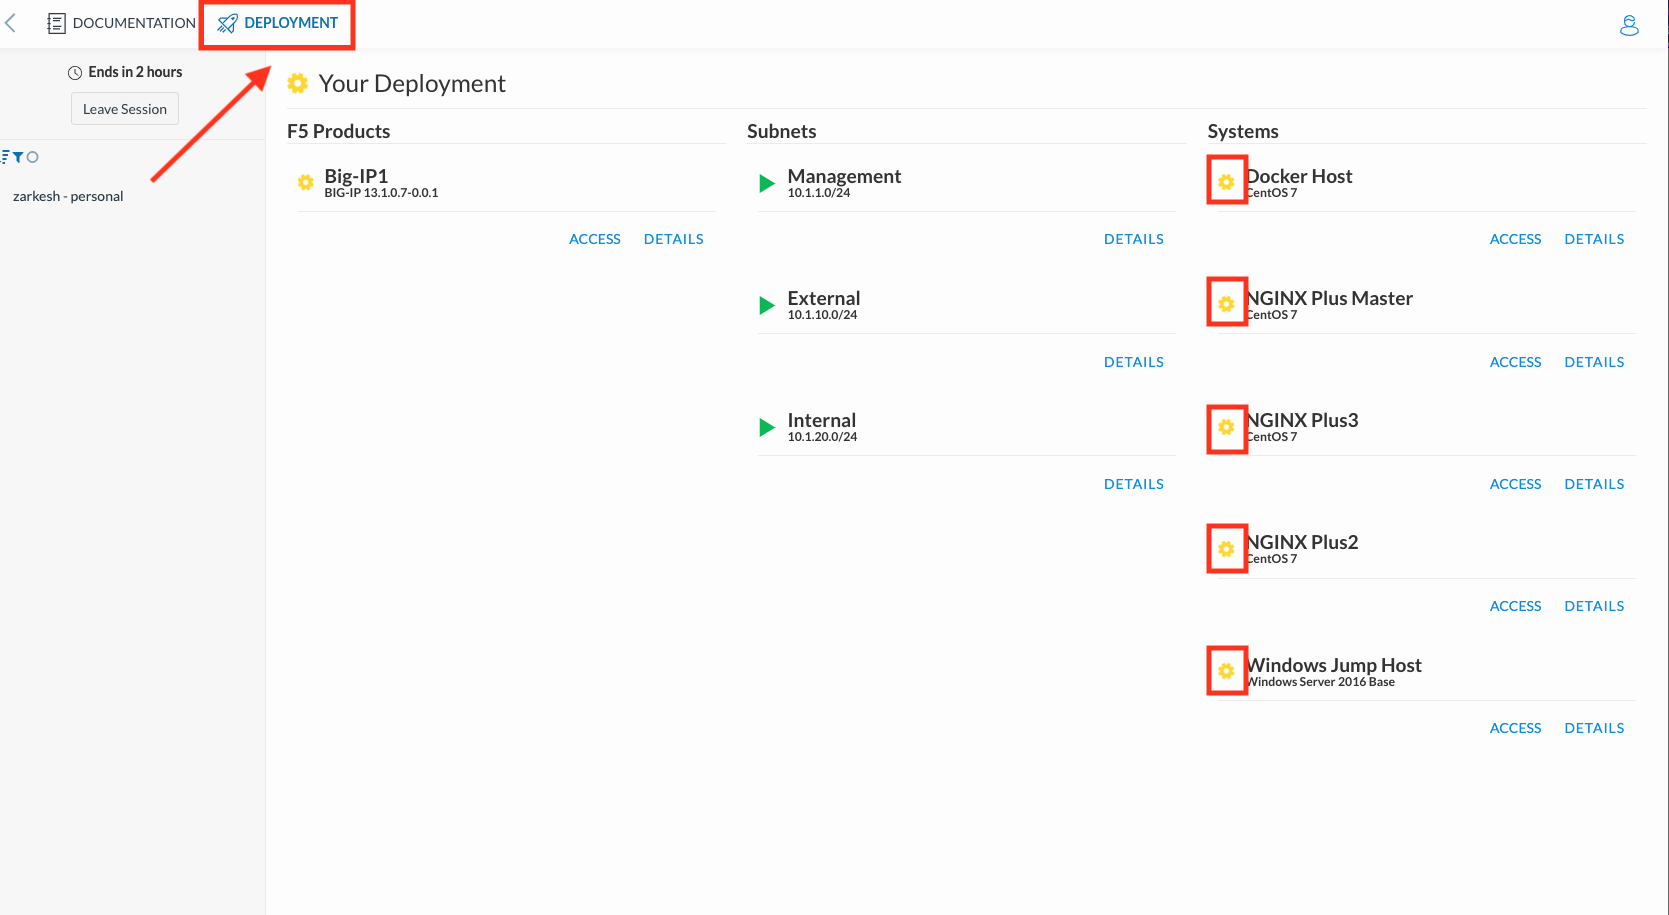 DOCUMENTATION
DEPLOYMENT
Ends in 2 hours
Leave Session
zarkesh - personal
Your Deployment
F5 Products
Big-IP1
BIG-IP 13.1.0.7-0.0.1
ACCESS DETAILS
Subnets
Management
10.1.1.0/24
DETAILS
External
10.1.10.0/24
DETAILS
Internal
10.1.20.0/24
DETAILS
Systems
Docker Host
CentOS 7
ACCESS DETAILS
NGINX Plus Master
CentOS 7
ACCESS DETAILS
NGINX Plus3
CentOS 7
ACCESS DETAILS
NGINX Plus2
CentOS 7
ACCESS DETAILS
Windows Jump Host
Windows Server 2016 Base
ACCESS DETAILS